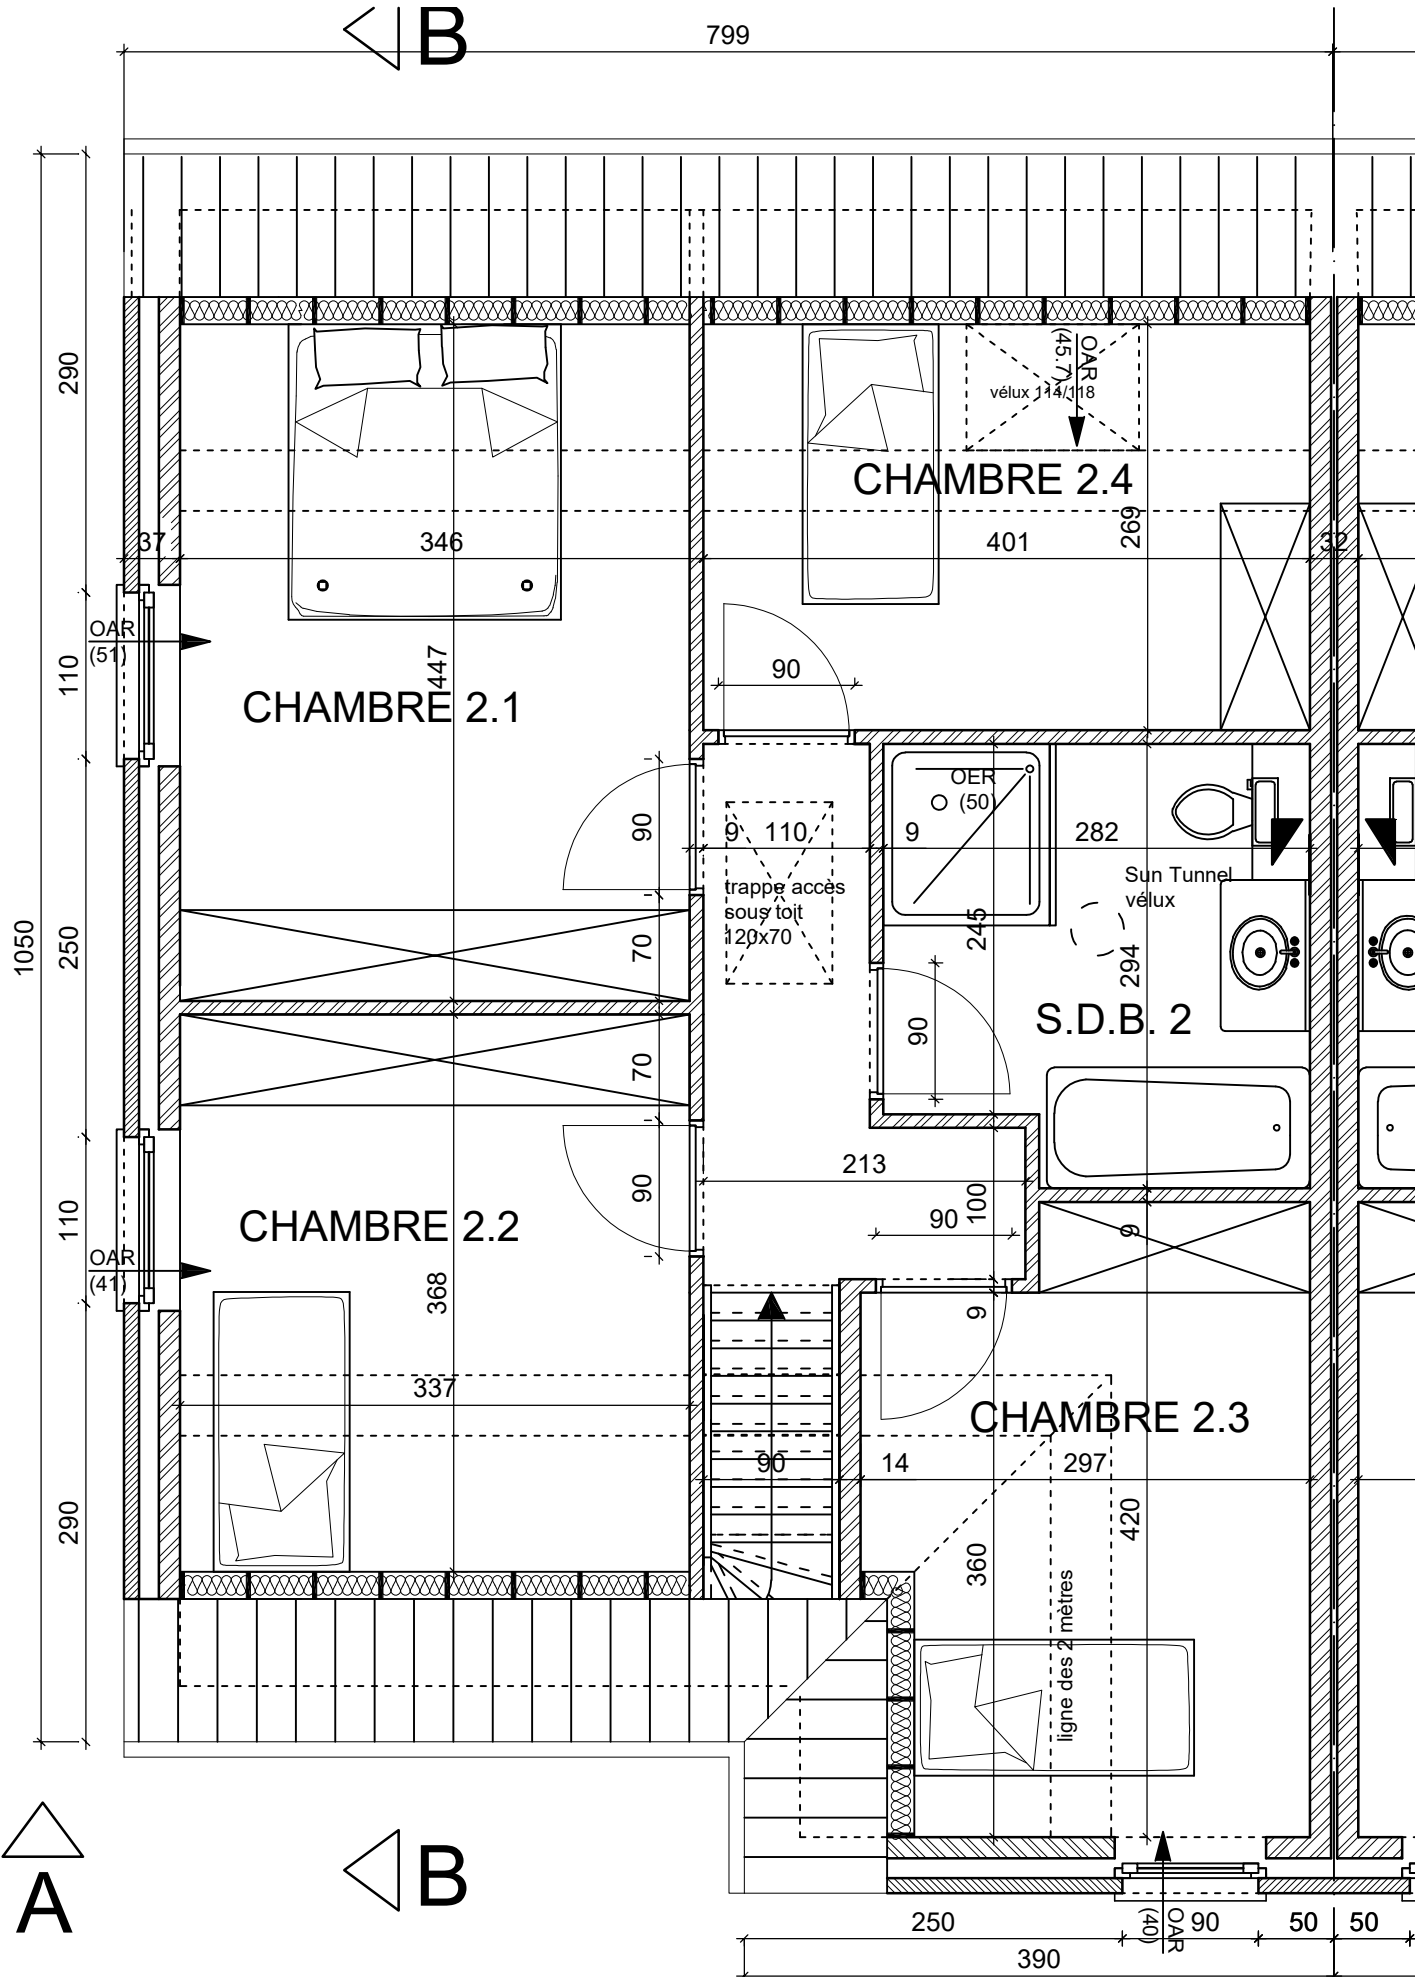 B
799
290
OAR
(45.7)
vélux 114/118
CHAMBRE 2.4
269
37
346
401
32
OAR
(51)
110
447
90
CHAMBRE 2.1
OER
(50)
90
9
110
9
282
trappe accès
sous toit
120x70
Sun Tunnel
vélux
1050
250
70
245
294
S.D.B. 2
90
70
213
90
100
90
9
110
CHAMBRE 2.2
OAR
(41)
368
9
337
CHAMBRE 2.3
90
14
297
290
420
360
ligne des 2 mètres
A
B
250
OAR
(40)
90
50
50
390